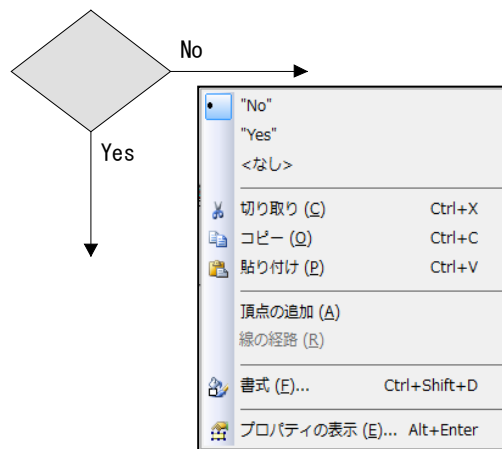 No
Yes
"No"
"Yes"
<なし>
切り取り (C) Ctrl+X
コピー (O) Ctrl+C
貼り付け (P) Ctrl+V
頂点の追加 (A)
線の経路 (R)
書式 (F)... Ctrl+Shift+D
プロパティの表示 (E)... Alt+Enter